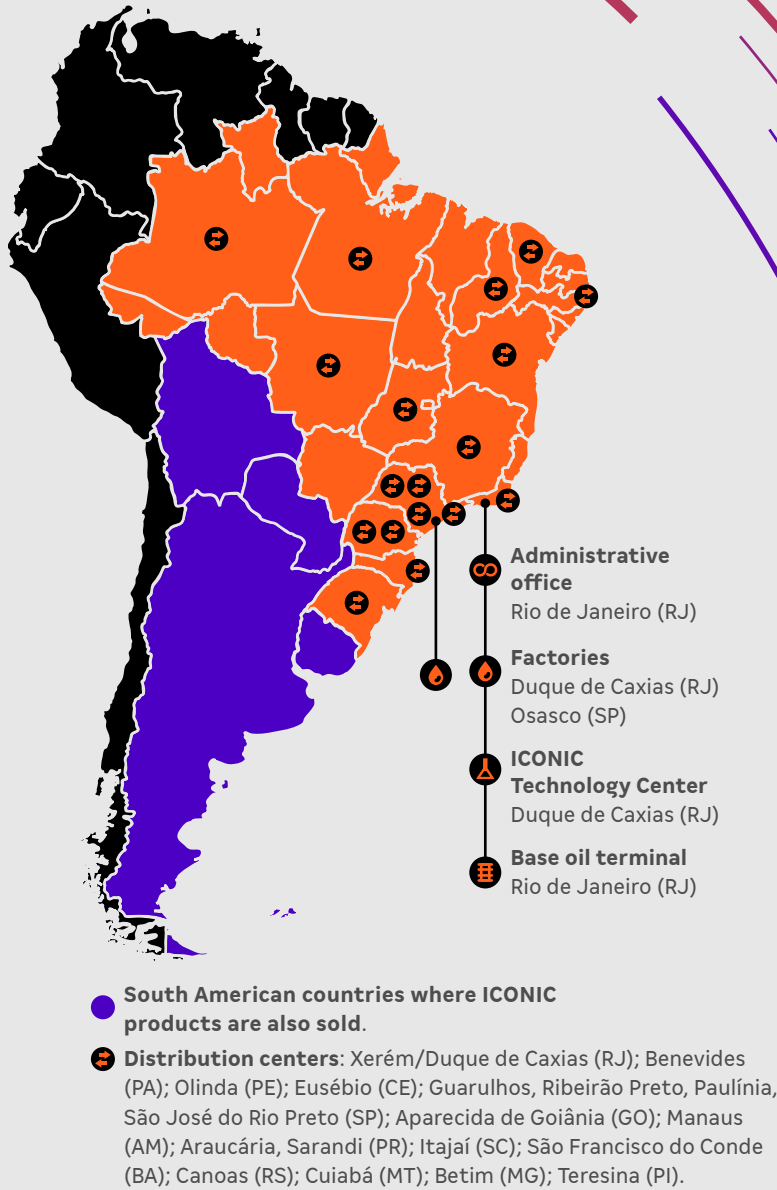 Administrative
office
Rio de Janeiro (RJ)
Factories
Duque de Caxias (RJ)
Osasco (SP)
ICONIC
Technology Center
Duque de Caxias (RJ)
Base oil terminal
Rio de Janeiro (RJ)
South American countries where ICONIC
products are also sold.
Distribution centers: Xerém/Duque de Caxias (RJ); Benevides
(PA); Olinda (PE); Eusébio (CE); Guarulhos, Ribeirão Preto, Paulínia,
São José do Rio Preto (SP); Aparecida de Goiânia (GO); Manaus
(AM); Araucária, Sarandi (PR); Itajaí (SC); São Francisco do Conde
(BA); Canoas (RS); Cuiabá (MT); Betim (MG); Teresina (PI).